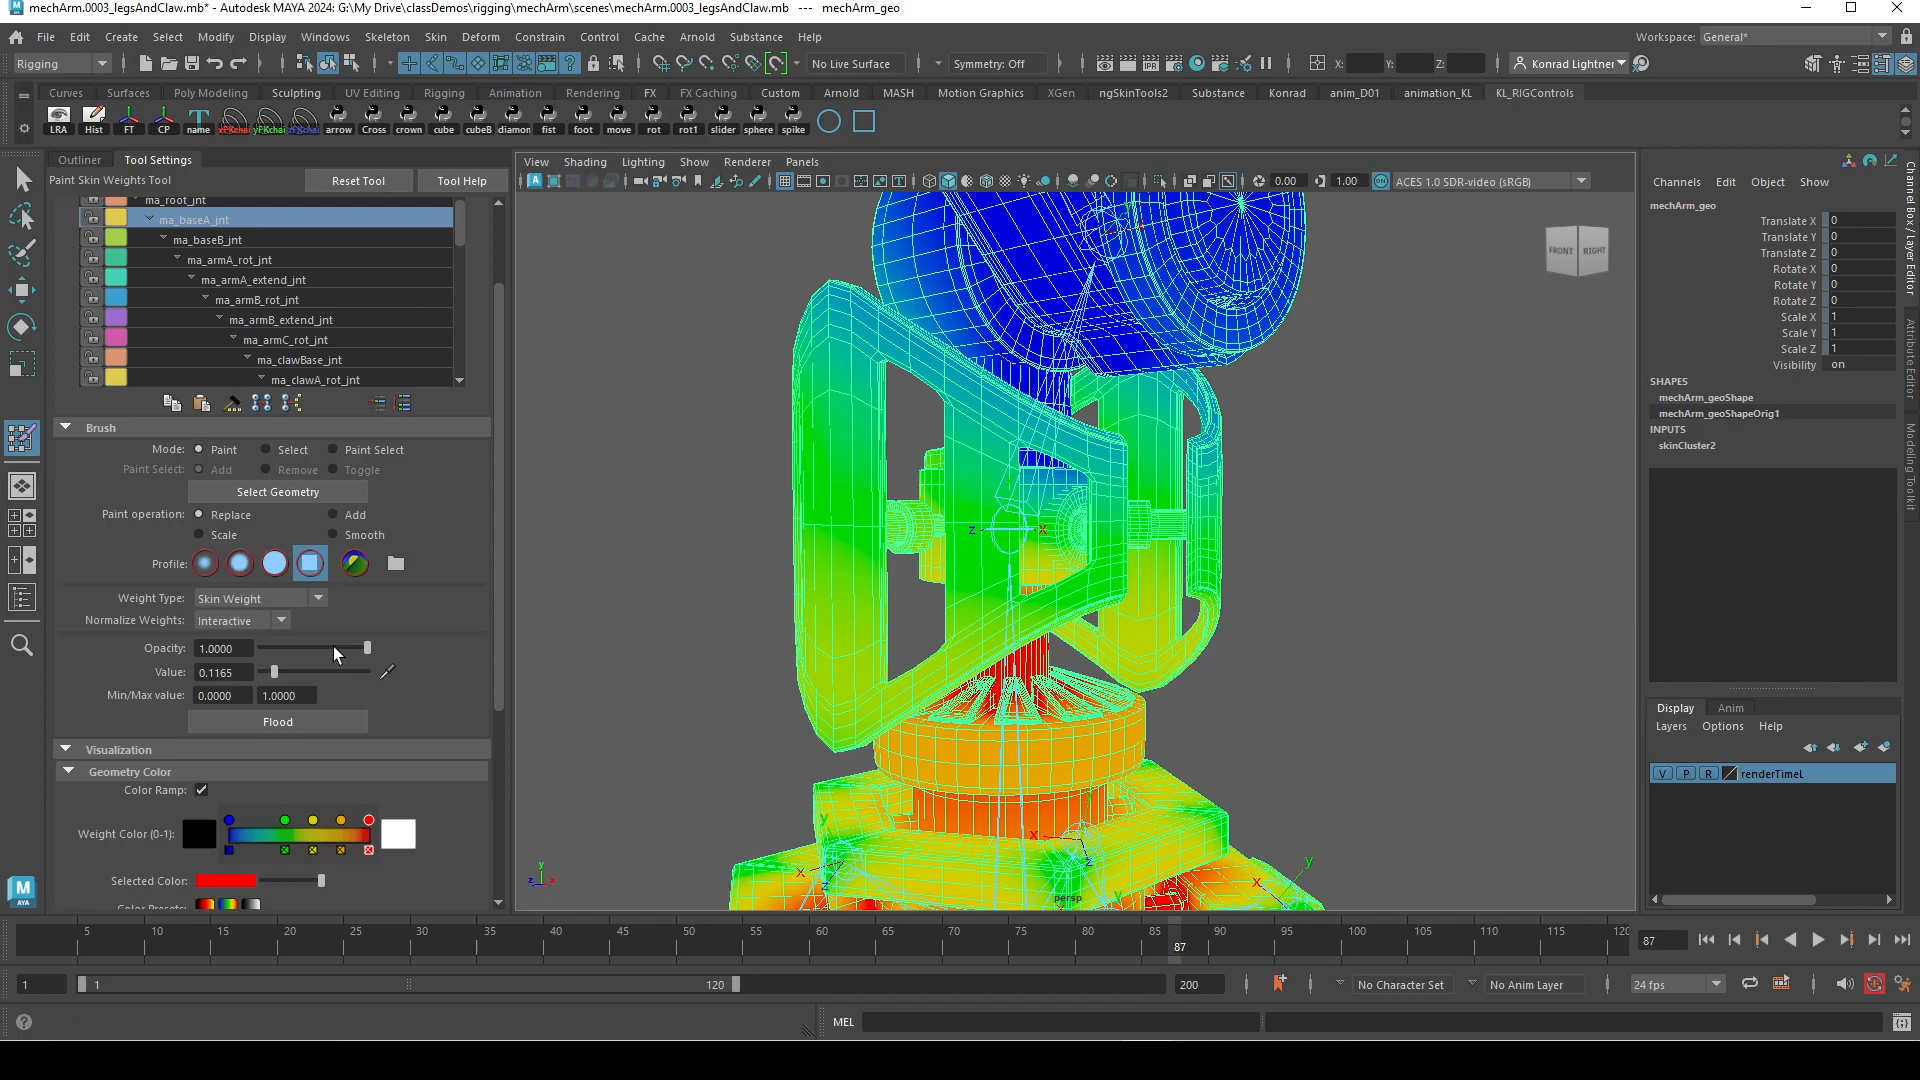 mechArm.0003_legsAndClaw.mb* - Autodesk MAYA 2024: G:\My Drive\classDemos\rigging\mechArm\scenes\mechArm.0003_legsAndClaw.mb --- mechArm_geo
File Edit Create Select Modify Display Windows Skeleton Skin Deform Constrain Control Cache Arnold Substance Help
Workspace: General*
Rigging No Live Surface Symmetry: Off X: Y: Z: Konrad Lightner
Curves Surfaces Poly Modeling Sculpting UV Editing Rigging Animation Rendering FX FX Caching Custom Arnold MASH Motion Graphics XGen ngSkinTools2 Substance Konrad anim_D01 animation_KL KL_RIGControls
LRA Hist FT CP name xFKchai yFKchai zFKchai arrow Cross crown cube cubeB diamon fist foot move rot rot1 slider sphere spike
Outliner Tool Settings
Paint Skin Weights Tool Reset Tool Tool Help
ma_root_jnt
ma_baseA_jnt
ma_baseB_jnt
ma_armA_rot_jnt
ma_armA_extend_jnt
ma_armB_rot_jnt
ma_armB_extend_jnt
ma_armC_rot_jnt
ma_clawBase_jnt
ma_clawA_rot_jnt
Brush
Mode: Paint Select Paint Select
Paint Select: Add Remove Toggle
Select Geometry
Paint operation: Replace Add
Scale Smooth
Profile:
Weight Type: Skin Weight
Normalize Weights: Interactive
Opacity: 1.0000
Value: 0.1165
Min/Max value: 0.0000 1.0000
Flood
Visualization
Geometry Color
Color Ramp:
Weight Color (0-1):
Selected Color:
Color Presets:
View Shading Lighting Show Renderer Panels
0.00 1.00 ACES 1.0 SDR-video (sRGB)
FRONT RIGHT
z x
x y z
persp
Channels Edit Object Show
mechArm_geo
Translate X 0
Translate Y 0
Translate Z 0
Rotate X 0
Rotate Y 0
Rotate Z 0
Scale X 1
Scale Y 1
Scale Z 1
Visibility on
SHAPES
mechArm_geoShape
mechArm_geoShapeOrig1
INPUTS
skinCluster2
Channel Box / Layer Editor
Attribute Editor
Modeling Toolkit
Display Anim
Layers Options Help
V P R renderTimeL
5 10 15 20 25 30 35 40 45 50 55 60 65 70 75 80 85 90 95 100 105 110 115 120
87
87
1 1 120 200 No Character Set No Anim Layer 24 fps
MEL